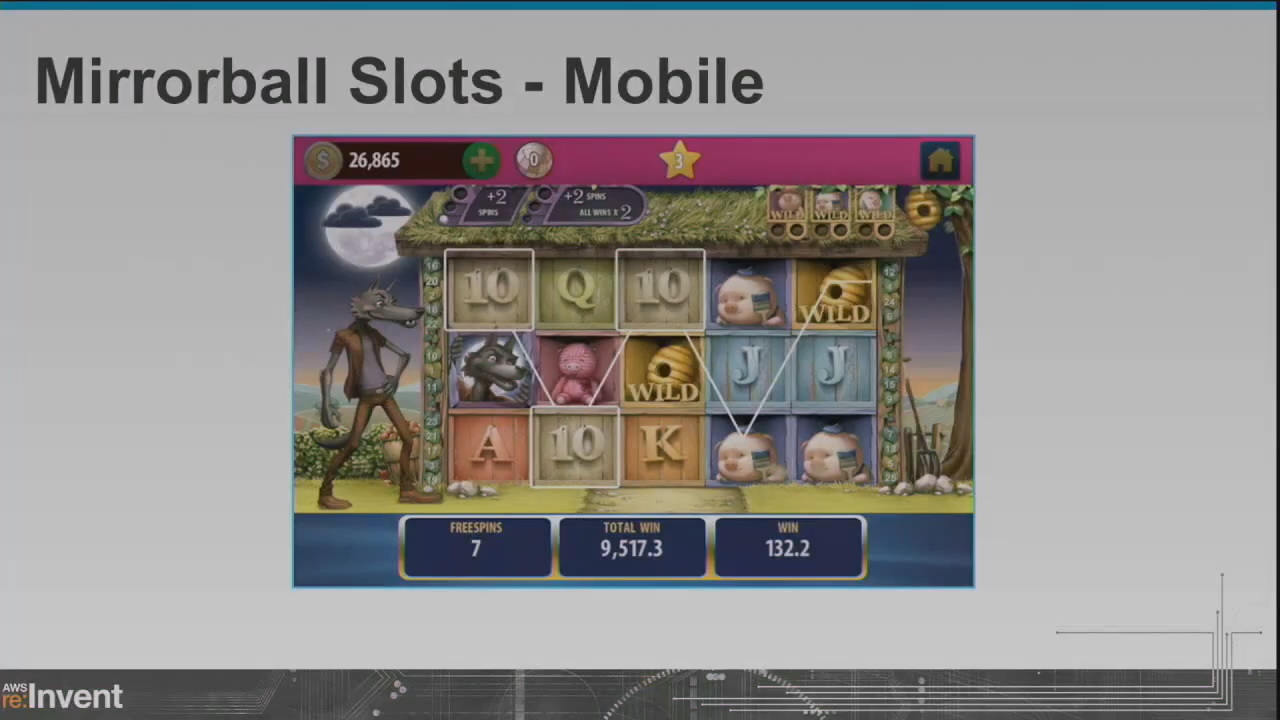 Mirrorball Slots - Mobile
26,865
0
3
+2
SPINS
+2 SPINS
ALL WINS X 2
WILD WILD WILD
10 Q 10
WILD
WILD
J J
A 10 K
FREESPINS
7
TOTAL WIN
9,517.3
WIN
132.2
AWS
re:Invent